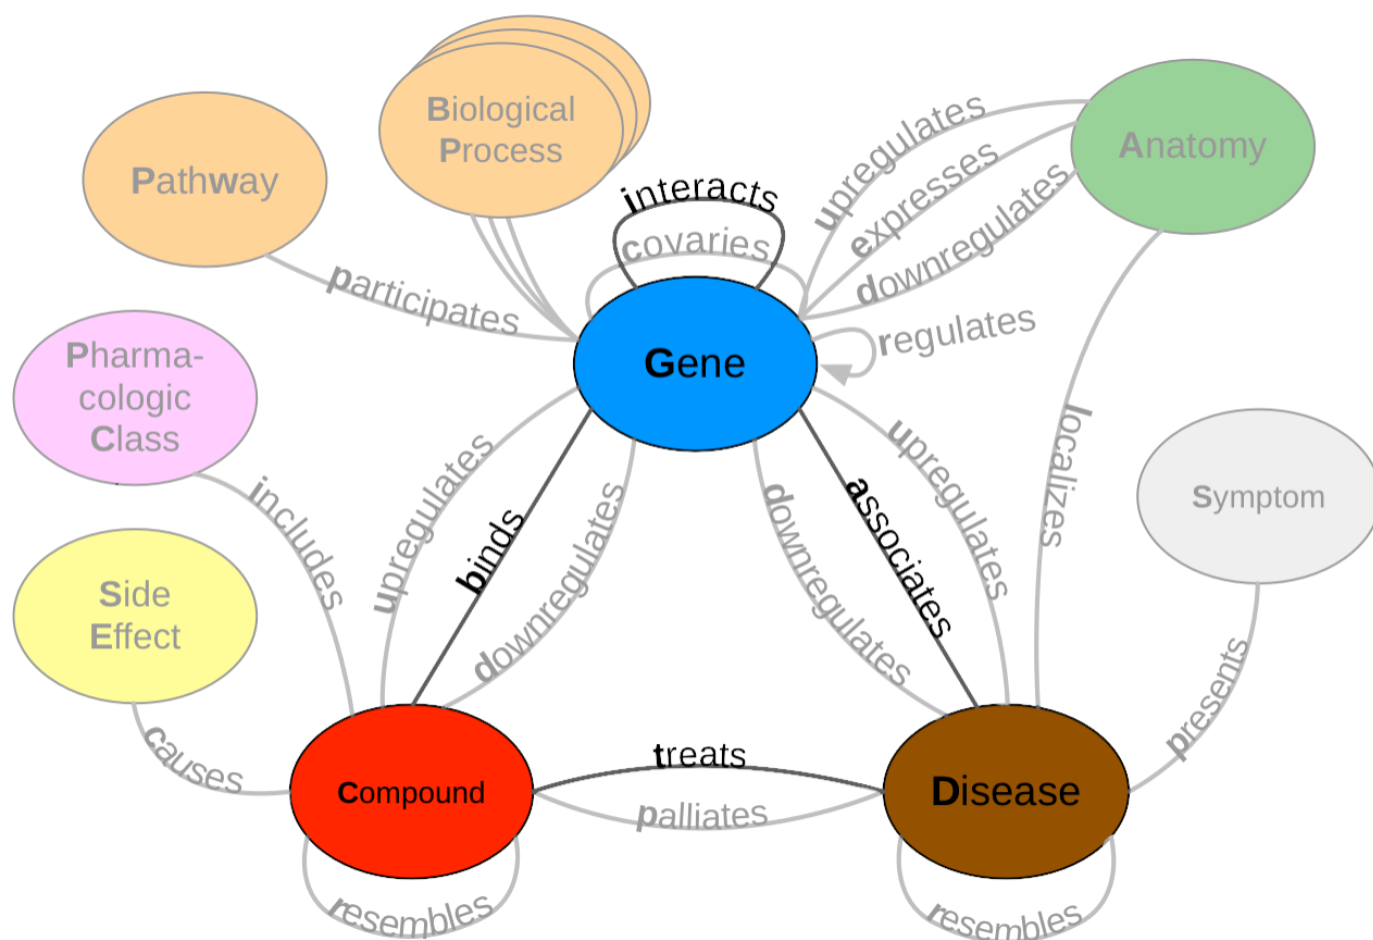 Biological
Process
Pathway
Anatomy
interacts
covaries
upregulates
expresses
downregulates
participates
regulates
Gene
Pharma-
cologic
Class
localizes
Symptom
includes
upregulates
binds
downregulates
downregulates
associates
upregulates
Side
Effect
causes
Compound
treats
palliates
Disease
presents
resembles
resembles